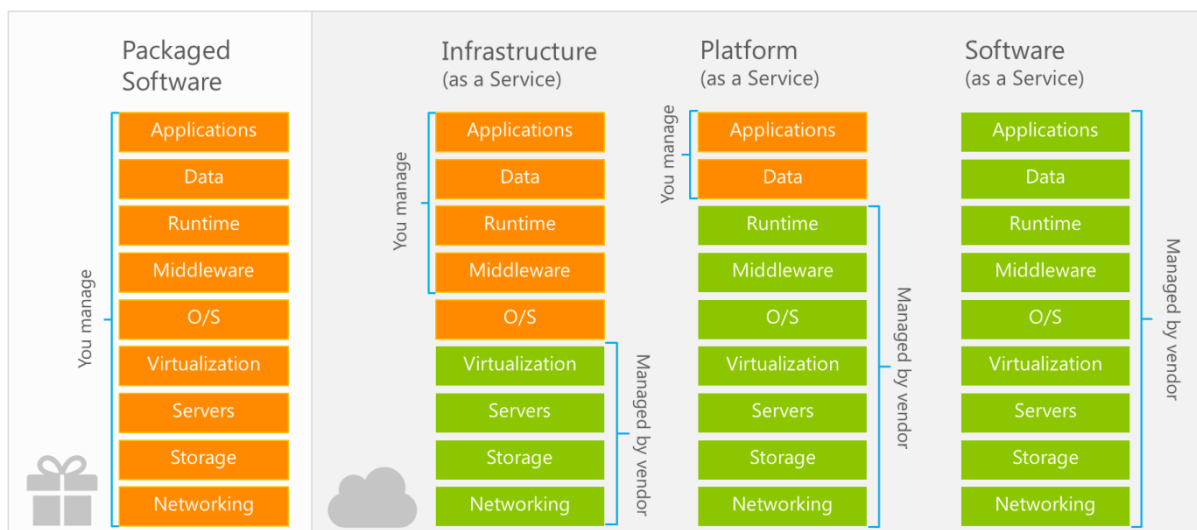 Packaged
Software
You manage
Applications
Data
Runtime
Middleware
O/S
Virtualization
Servers
Storage
Networking
Infrastructure
(as a Service)
You manage
Applications
Data
Runtime
Middleware
O/S
Virtualization
Servers
Storage
Networking
Managed by vendor
Platform
(as a Service)
You manage
Applications
Data
Runtime
Middleware
O/S
Virtualization
Servers
Storage
Networking
Managed by vendor
Software
(as a Service)
Applications
Data
Runtime
Middleware
O/S
Virtualization
Servers
Storage
Networking
Managed by vendor